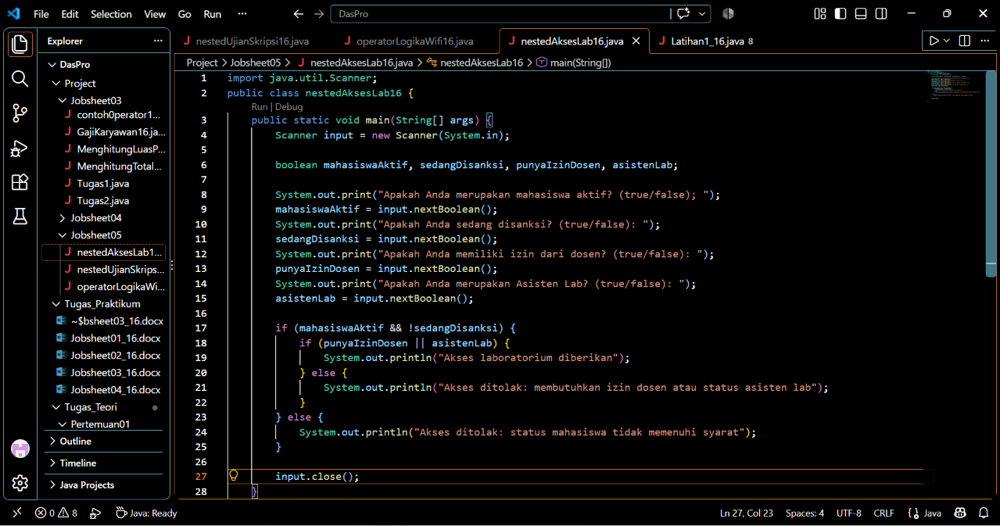 File Edit Selection View Go Run ··· DasPro
Explorer ···
DasPro
Project
Jobsheet03
contohOperator1...
GajiKaryawan16.ja...
MenghitungLuasP...
MenghitungTotal...
Tugas1.java
Tugas2.java
Jobsheet04
Jobsheet05
nestedAksesLab1...
nestedUjianSkrips...
operatorLogikaWi...
Tugas_Praktikum
~$bsheet03_16.docx
Jobsheet01_16.docx
Jobsheet02_16.docx
Jobsheet03_16.docx
Jobsheet04_16.docx
Tugas_Teori
Pertemuan01
Outline
Timeline
Java Projects
nestedUjianSkripsi16.java operatorLogikaWifi16.java nestedAksesLab16.java Latihan1_16.java 8
Project > Jobsheet05 > nestedAksesLab16.java > nestedAksesLab16 > main(String[])
1 import java.util.Scanner;
2 public class nestedAksesLab16 {
Run | Debug
3 public static void main(String[] args) {
4 Scanner input = new Scanner(System.in);
5
6 boolean mahasiswaAktif, sedangDisanksi, punyaIzinDosen, asistenLab;
7
8 System.out.print("Apakah Anda merupakan mahasiswa aktif? (true/false); ");
9 mahasiswaAktif = input.nextBoolean();
10 System.out.print("Apakah Anda sedang disanksi? (true/false): ");
11 sedangDisanksi = input.nextBoolean();
12 System.out.print("Apakah Anda memiliki izin dari dosen? (true/false): ");
13 punyaIzinDosen = input.nextBoolean();
14 System.out.print("Apakah Anda merupakan Asisten Lab? (true/false): ");
15 asistenLab = input.nextBoolean();
16
17 if (mahasiswaAktif && !sedangDisanksi) {
18 if (punyaIzinDosen || asistenLab) {
19 System.out.println("Akses laboratorium diberikan");
20 } else {
21 System.out.println("Akses ditolak: membutuhkan izin dosen atau status asisten lab");
22 }
23 } else {
24 System.out.println("Akses ditolak: status mahasiswa tidak memenuhi syarat");
25 }
26
27 input.close();
28 }
0 8 Java: Ready Ln 27, Col 23 Spaces: 4 UTF-8 CRLF {} Java